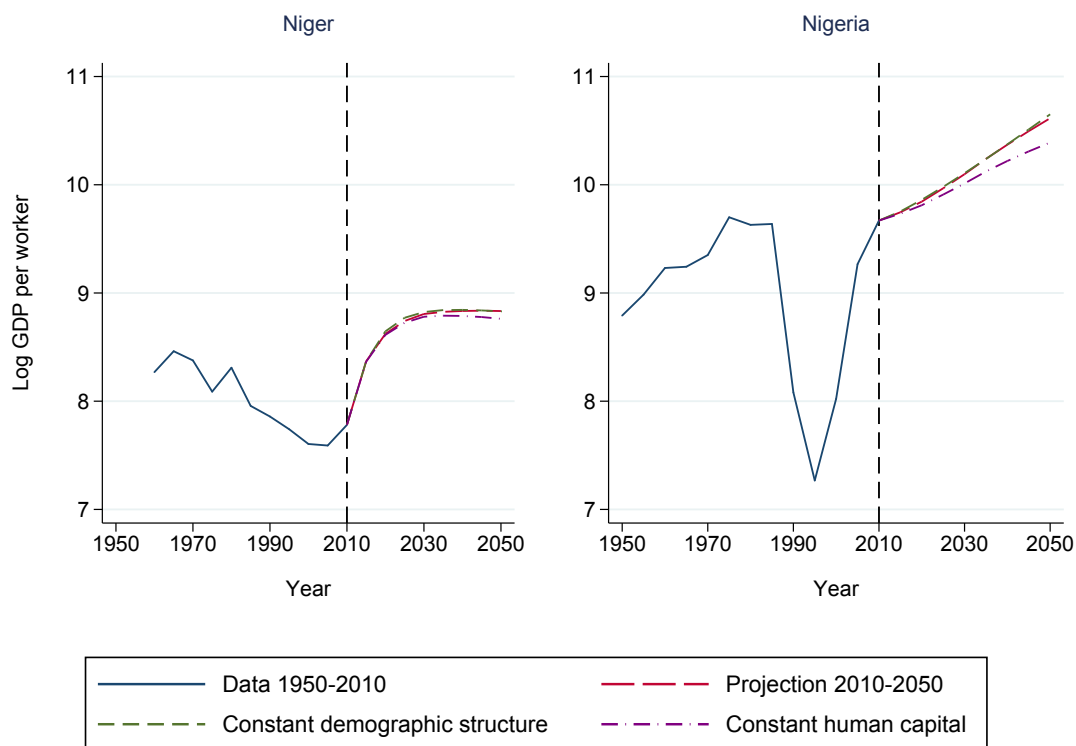 Niger
Nigeria
Log GDP per worker
11
10
9
8
7
1950 1970 1990 2010 2030 2050
Year
11
10
9
8
7
1950 1970 1990 2010 2030 2050
Year
Data 1950-2010
Projection 2010-2050
Constant demographic structure
Constant human capital